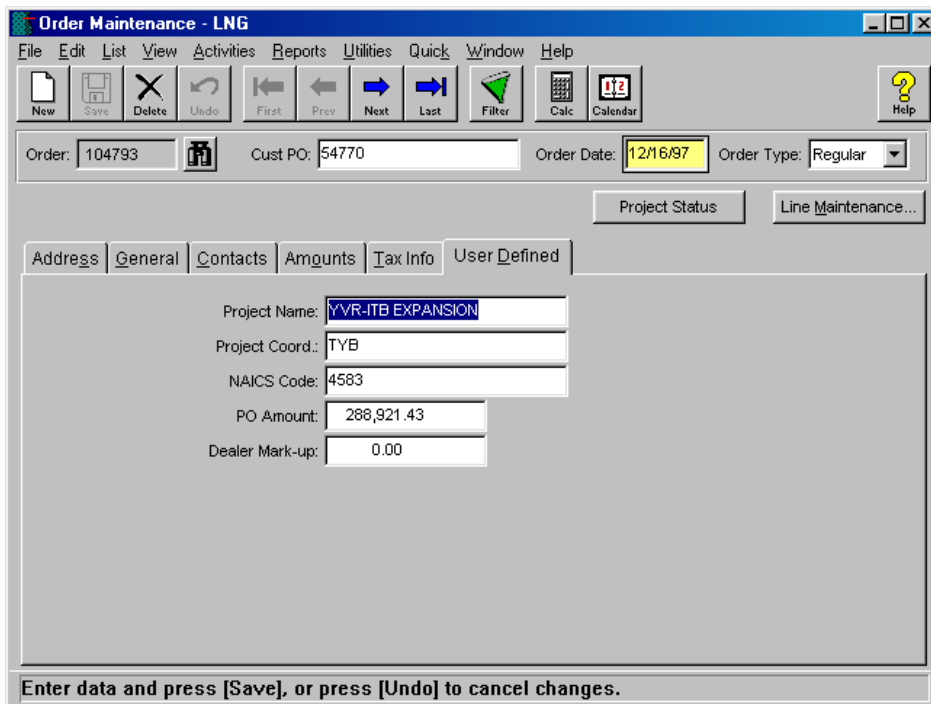 Order Maintenance - LNG
File Edit List View Activities Reports Utilities Quick Window Help
New Save Delete Undo First Prev Next Last Filter Calc Calendar Help
Order: 104793 Cust PO: 54770 Order Date: 12/16/97 Order Type: Regular
Project Status Line Maintenance...
Address General Contacts Amounts Tax Info User Defined
Project Name: YVR-ITB EXPANSION
Project Coord.: TYB
NAICS Code: 4583
PO Amount: 288,921.43
Dealer Mark-up: 0.00
Enter data and press [Save], or press [Undo] to cancel changes.